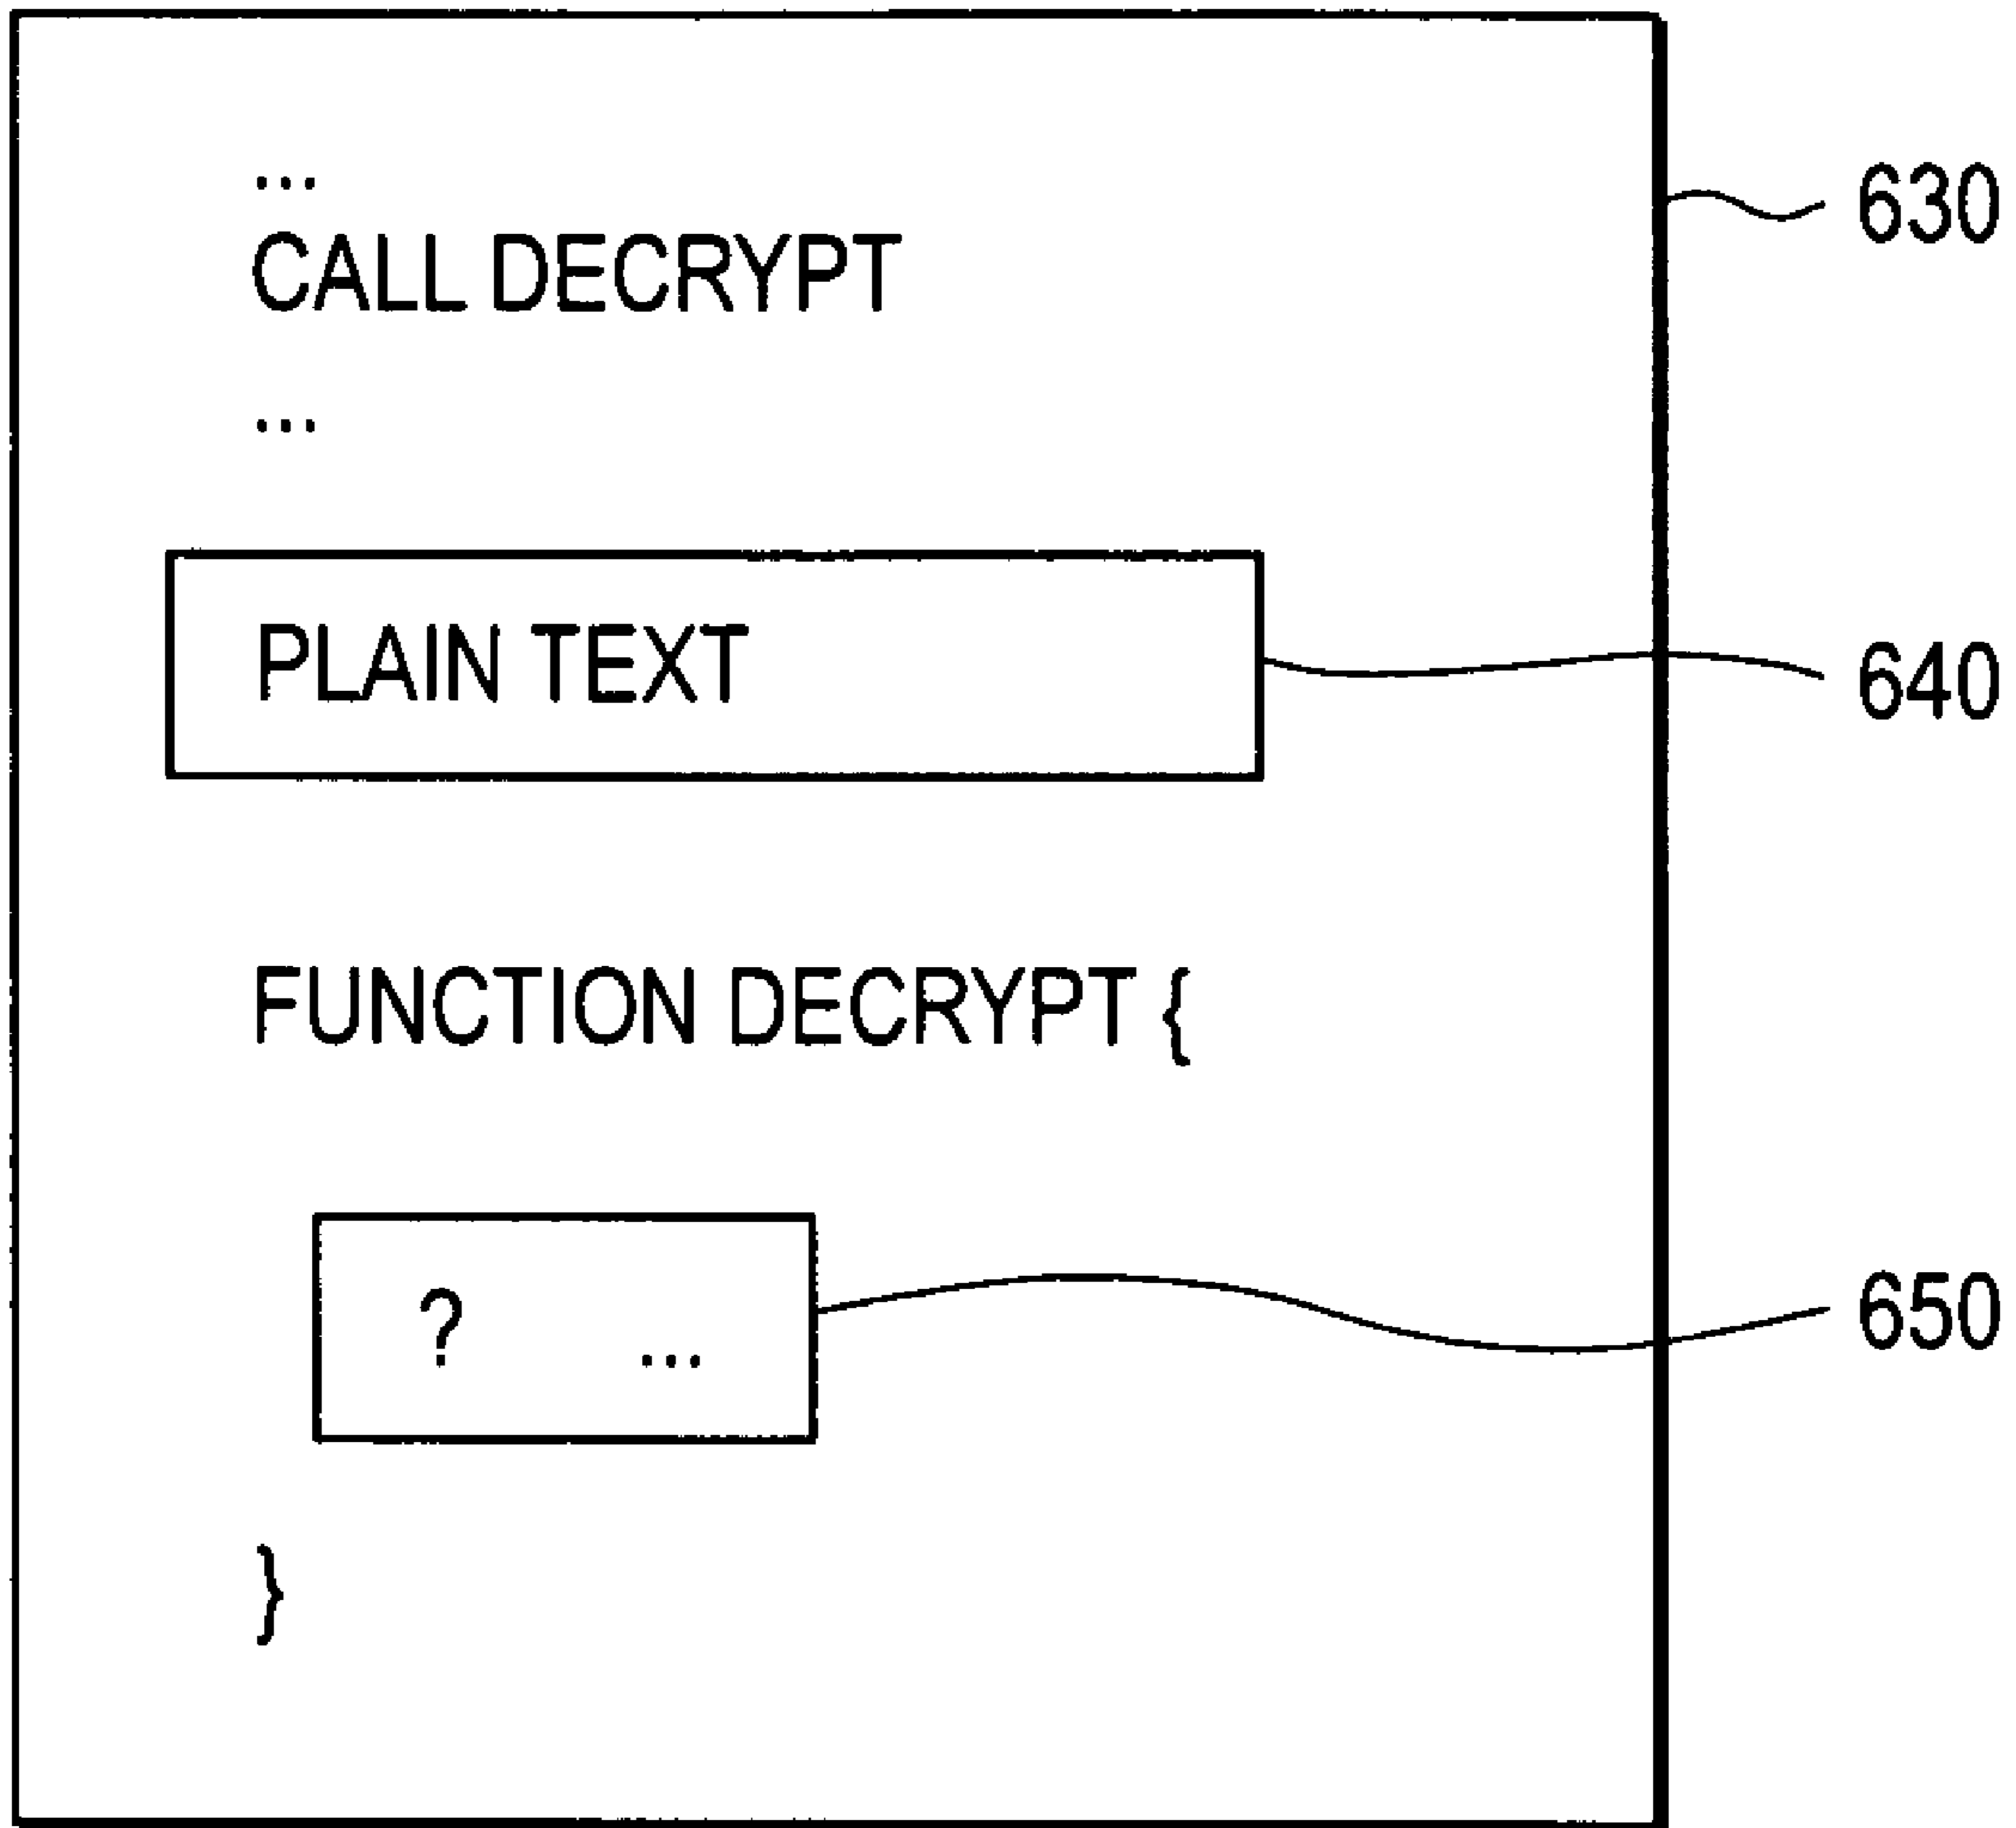 ...
630
CALL DECRYPT
...
PLAIN TEXT
640
FUNCTION DECRYPT {
? ...
650
}